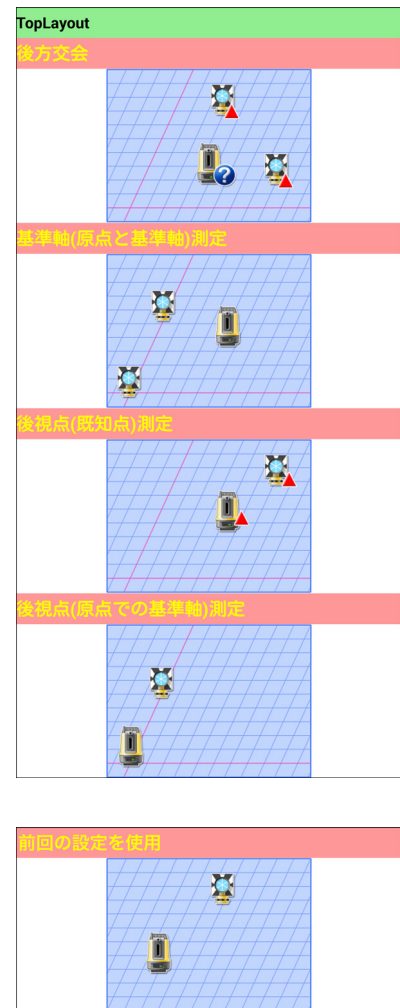 TopLayout
後方交会
基準軸(原点と基準軸)測定
後視点(既知点)測定
後視点(原点での基準軸)測定
前回の設定を使用